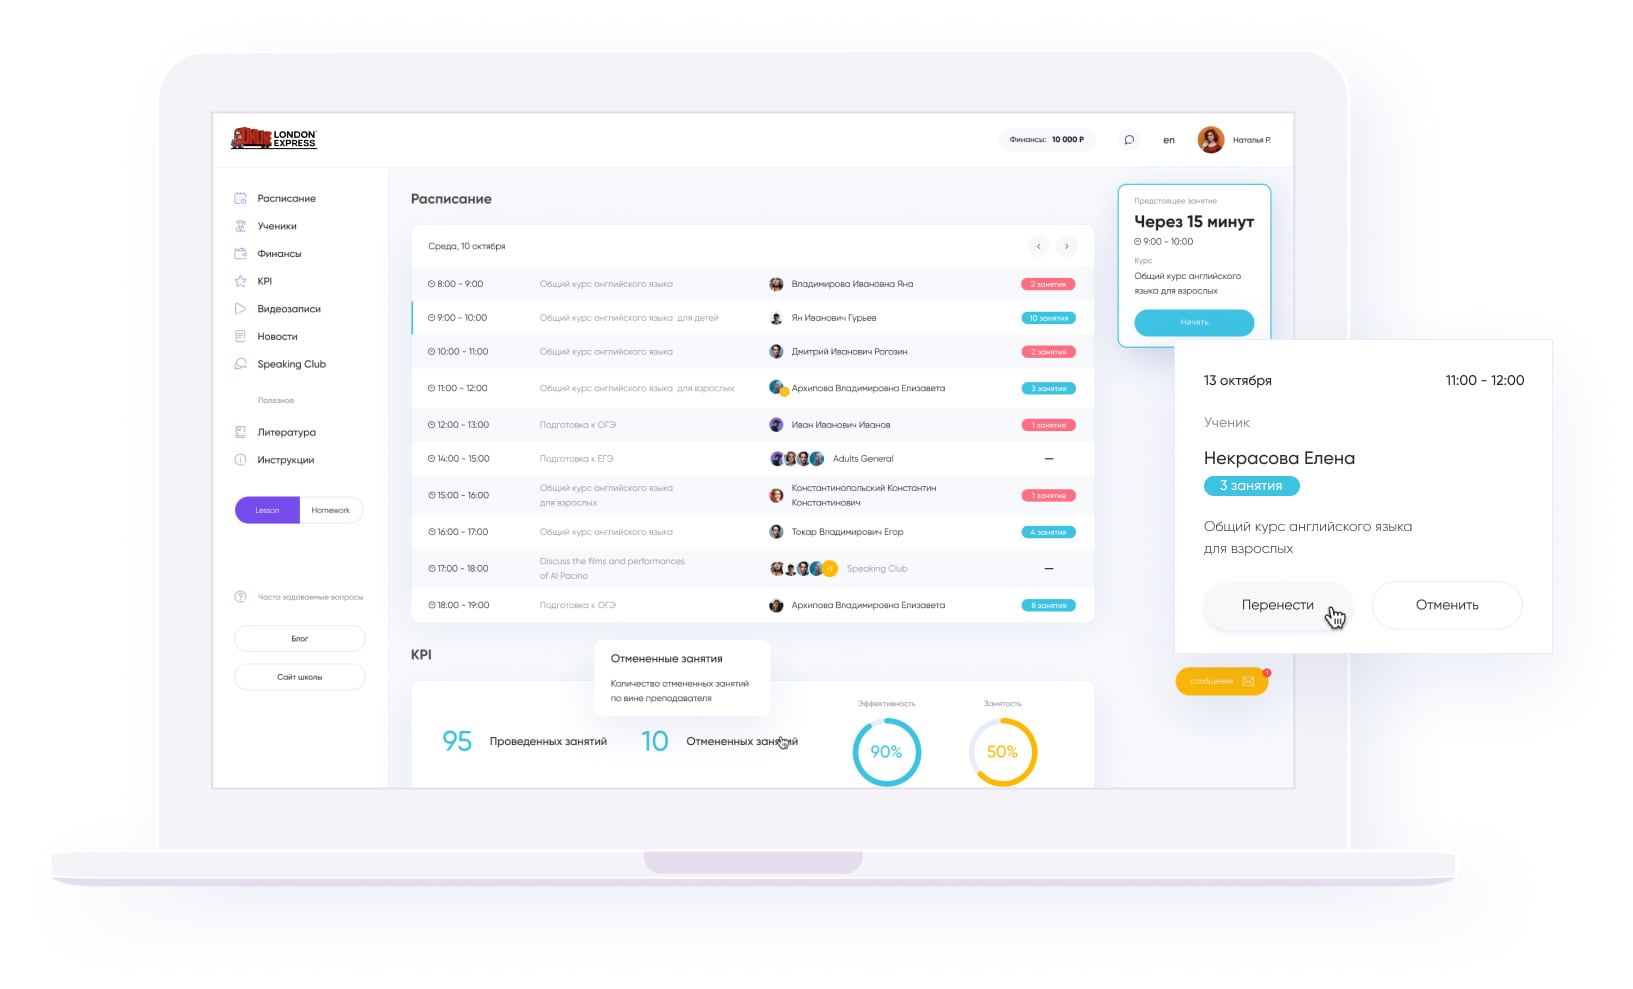 LONDON
EXPRESS
Финансы: 10 000 Р
en
Наталья Р.
Расписание
Ученики
Финансы
KPI
Видеозаписи
Новости
Speaking Club
Полезное
Литература
Инструкции
Lesson
Homework
Часто задаваемые вопросы
Блог
Сайт школы
Расписание
Среда, 10 октября
8:00 - 9:00 Общий курс английского языка Владимирова Ивановна Яна 2 занятия
9:00 - 10:00 Общий курс английского языка для детей Ян Иванович Гурьев 10 занятия
10:00 - 11:00 Общий курс английского языка Дмитрий Иванович Рогозин 2 занятия
11:00 - 12:00 Общий курс английского языка для взрослых Архипова Владимировна Елизавета 3 занятия
12:00 - 13:00 Подготовка к ОГЭ Иван Иванович Иванов 1 занятие
14:00 - 15:00 Подготовка к ЕГЭ Adults General —
15:00 - 16:00 Общий курс английского языка
для взрослых Константинопольский Константин
Константинович 1 занятие
16:00 - 17:00 Общий курс английского языка Токар Владимирович Егор 4 занятия
17:00 - 18:00 Discuss the films and performances
of Al Pacino Speaking Club —
18:00 - 19:00 Подготовка к ОГЭ Архипова Владимировна Елизавета 8 занятия
KPI
Отмененные занятия
Количество отмененных занятий
по вине преподавателя
95 Проведенных занятий
10 Отмененных занятий
Эффективность
90%
Занятость
50%
Предстоящее занятие
Через 15 минут
9:00 - 10:00
Курс
Общий курс английского
языка для взрослых
Начать
13 октября 11:00 - 12:00
Ученик
Некрасова Елена
3 занятия
Общий курс английского языка
для взрослых
Перенести
Отменить
сообщение
1